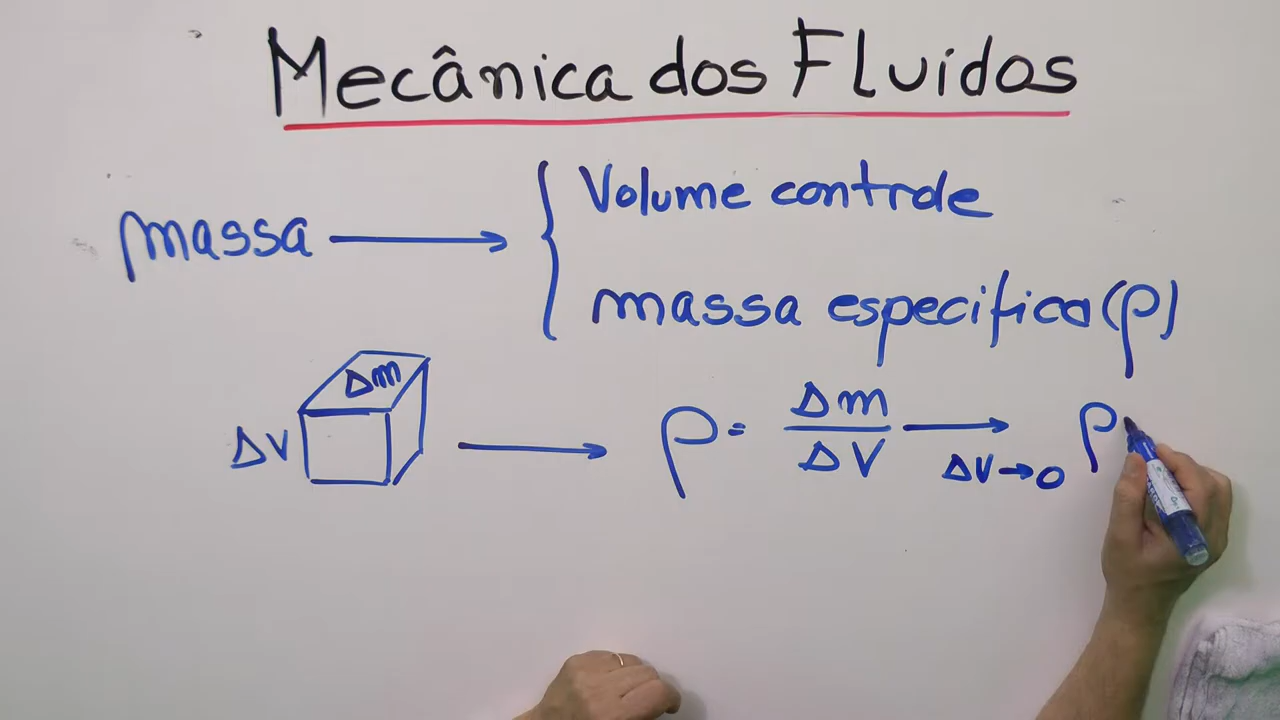 Mecânica dos Fluidos
massa → { Volume controle
massa especifica (ρ)
Δm
ΔV → ρ = Δm/ΔV → ρ
ΔV→0